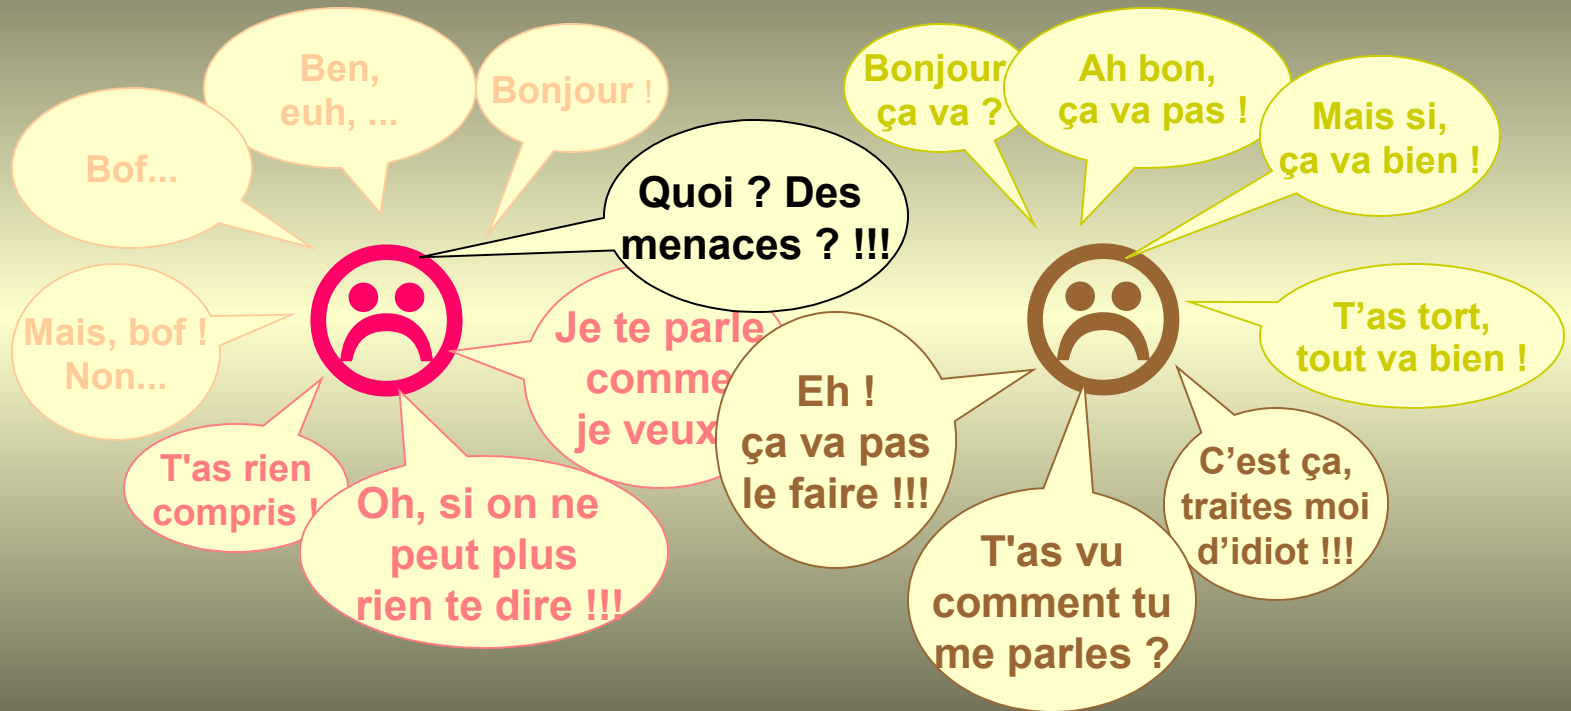 Ben,
euh, ...
Bonjour !
Bof...
Mais, bof !
Non...
T'as rien
compris !
Oh, si on ne
peut plus
rien te dire !!!
Je te parle
comme
je veux
Quoi ? Des
menaces ? !!!
Bonjour
ça va ?
Ah bon,
ça va pas !
Mais si,
ça va bien !
T’as tort,
tout va bien !
C’est ça,
traites moi
d’idiot !!!
T'as vu
comment tu
me parles ?
Eh !
ça va pas
le faire !!!